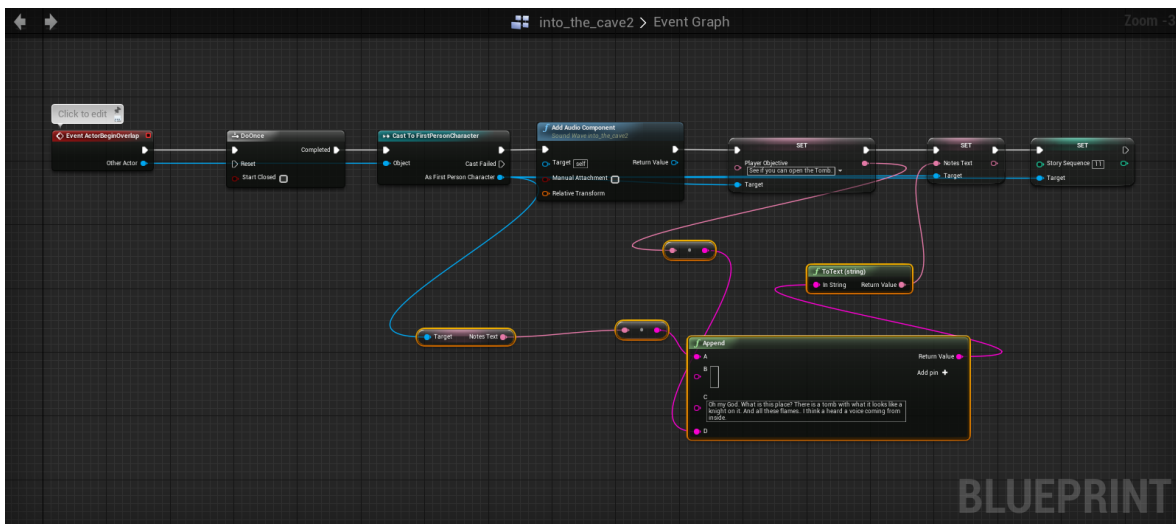 into_the_cave2 > Event Graph
Zoom -3
Click to edit
Event ActorBeginOverlap
Other Actor
DoOnce
Completed
Reset
Start Closed
Cast To FirstPersonCharacter
Object
Cast Failed
As First Person Character
Add Audio Component
Sound Wave into_the_cave2
Target self
Return Value
Manual Attachment
Relative Transform
SET
Player Objective
See if you can open the Tomb.
Target
SET
Notes Text
Target
SET
Story Sequence 11
Target
ToText (string)
In String
Return Value
Target
Notes Text
Append
A
Return Value
B
Add pin +
C
Oh my God. What is this place? There is a tomb with what it looks like a
knight on it. And all these flames.. I think a heard a voice coming from
inside.
D
BLUEPRINT